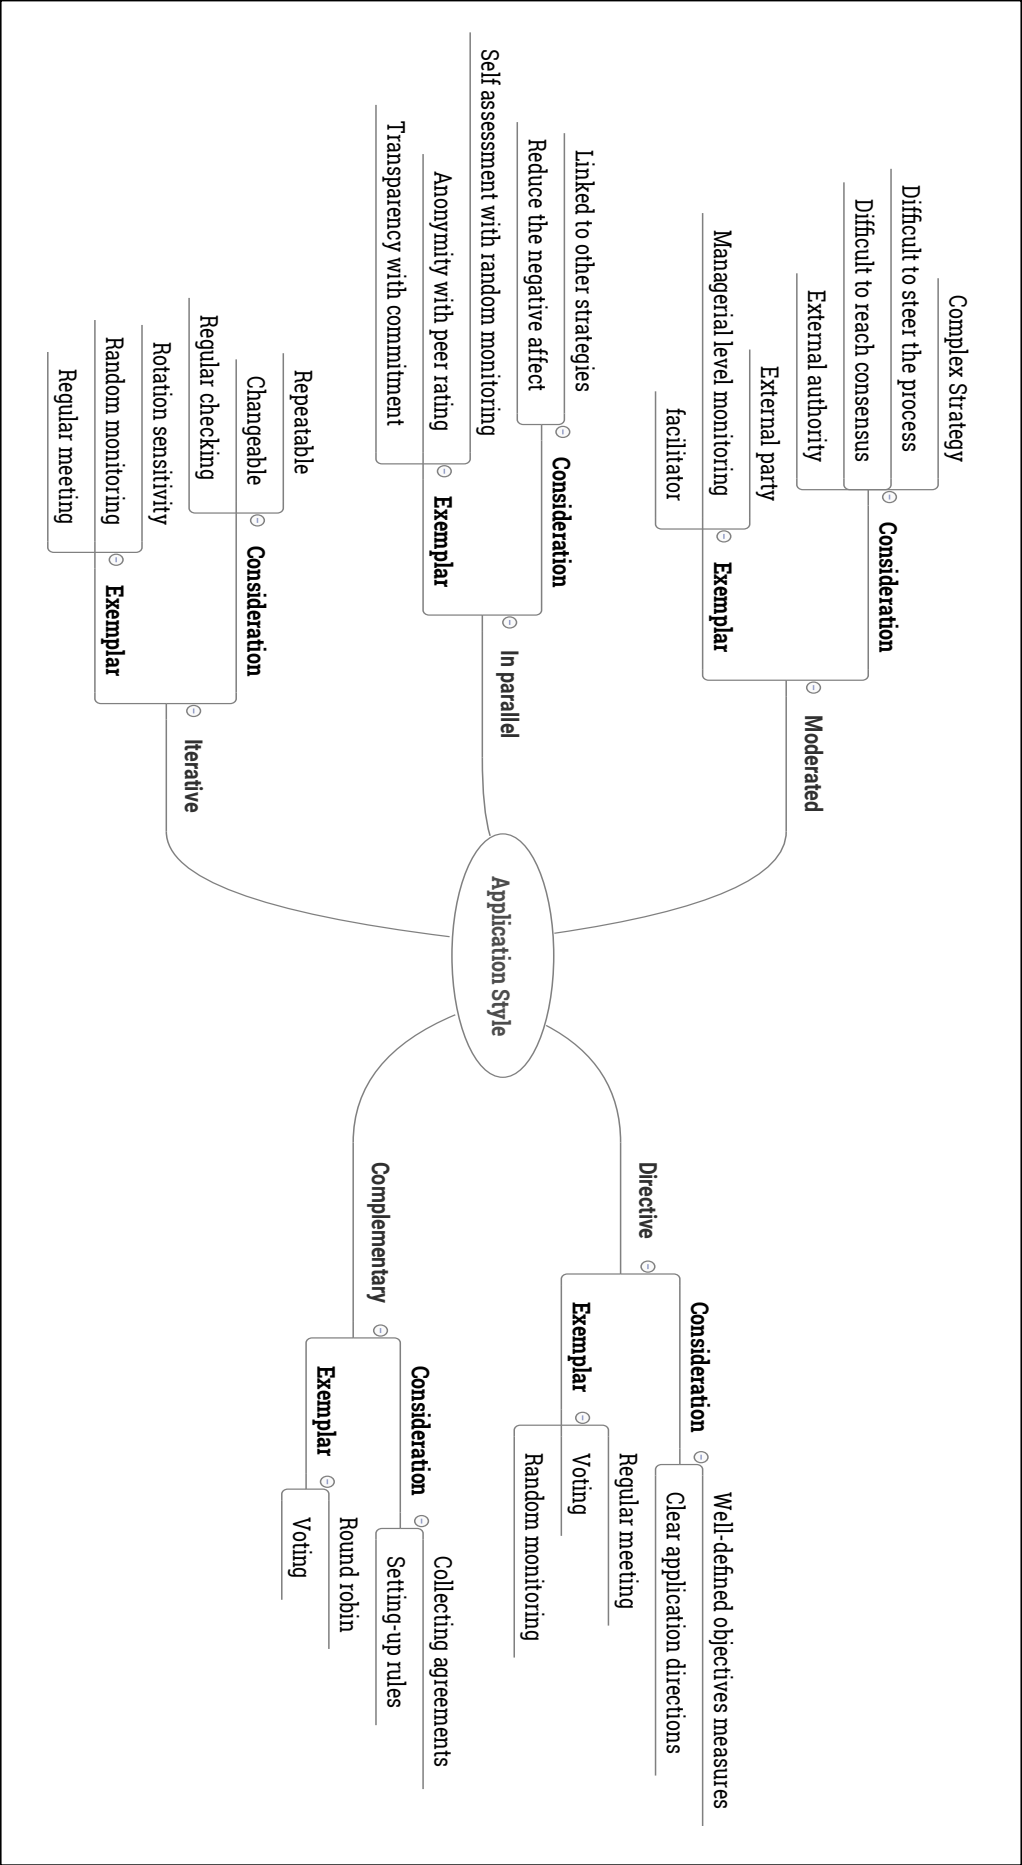 Complex Strategy
Difficult to steer the process
Difficult to reach consensus
External authority
Consideration
External party
Managerial level monitoring
facilitator
Exemplar
Moderated
Linked to other strategies
Reduce the negative affect
Consideration
Self assessment with random monitoring
Anonymity with peer rating
Transparency with commitment
Exemplar
In parallel
Repeatable
Changeable
Regular checking
Consideration
Rotation sensitivity
Random monitoring
Regular meeting
Exemplar
Iterative
Application Style
Directive
Consideration
Well-defined objectives measures
Clear application directions
Exemplar
Regular meeting
Voting
Random monitoring
Complementary
Consideration
Collecting agreements
Setting-up rules
Exemplar
Round robin
Voting